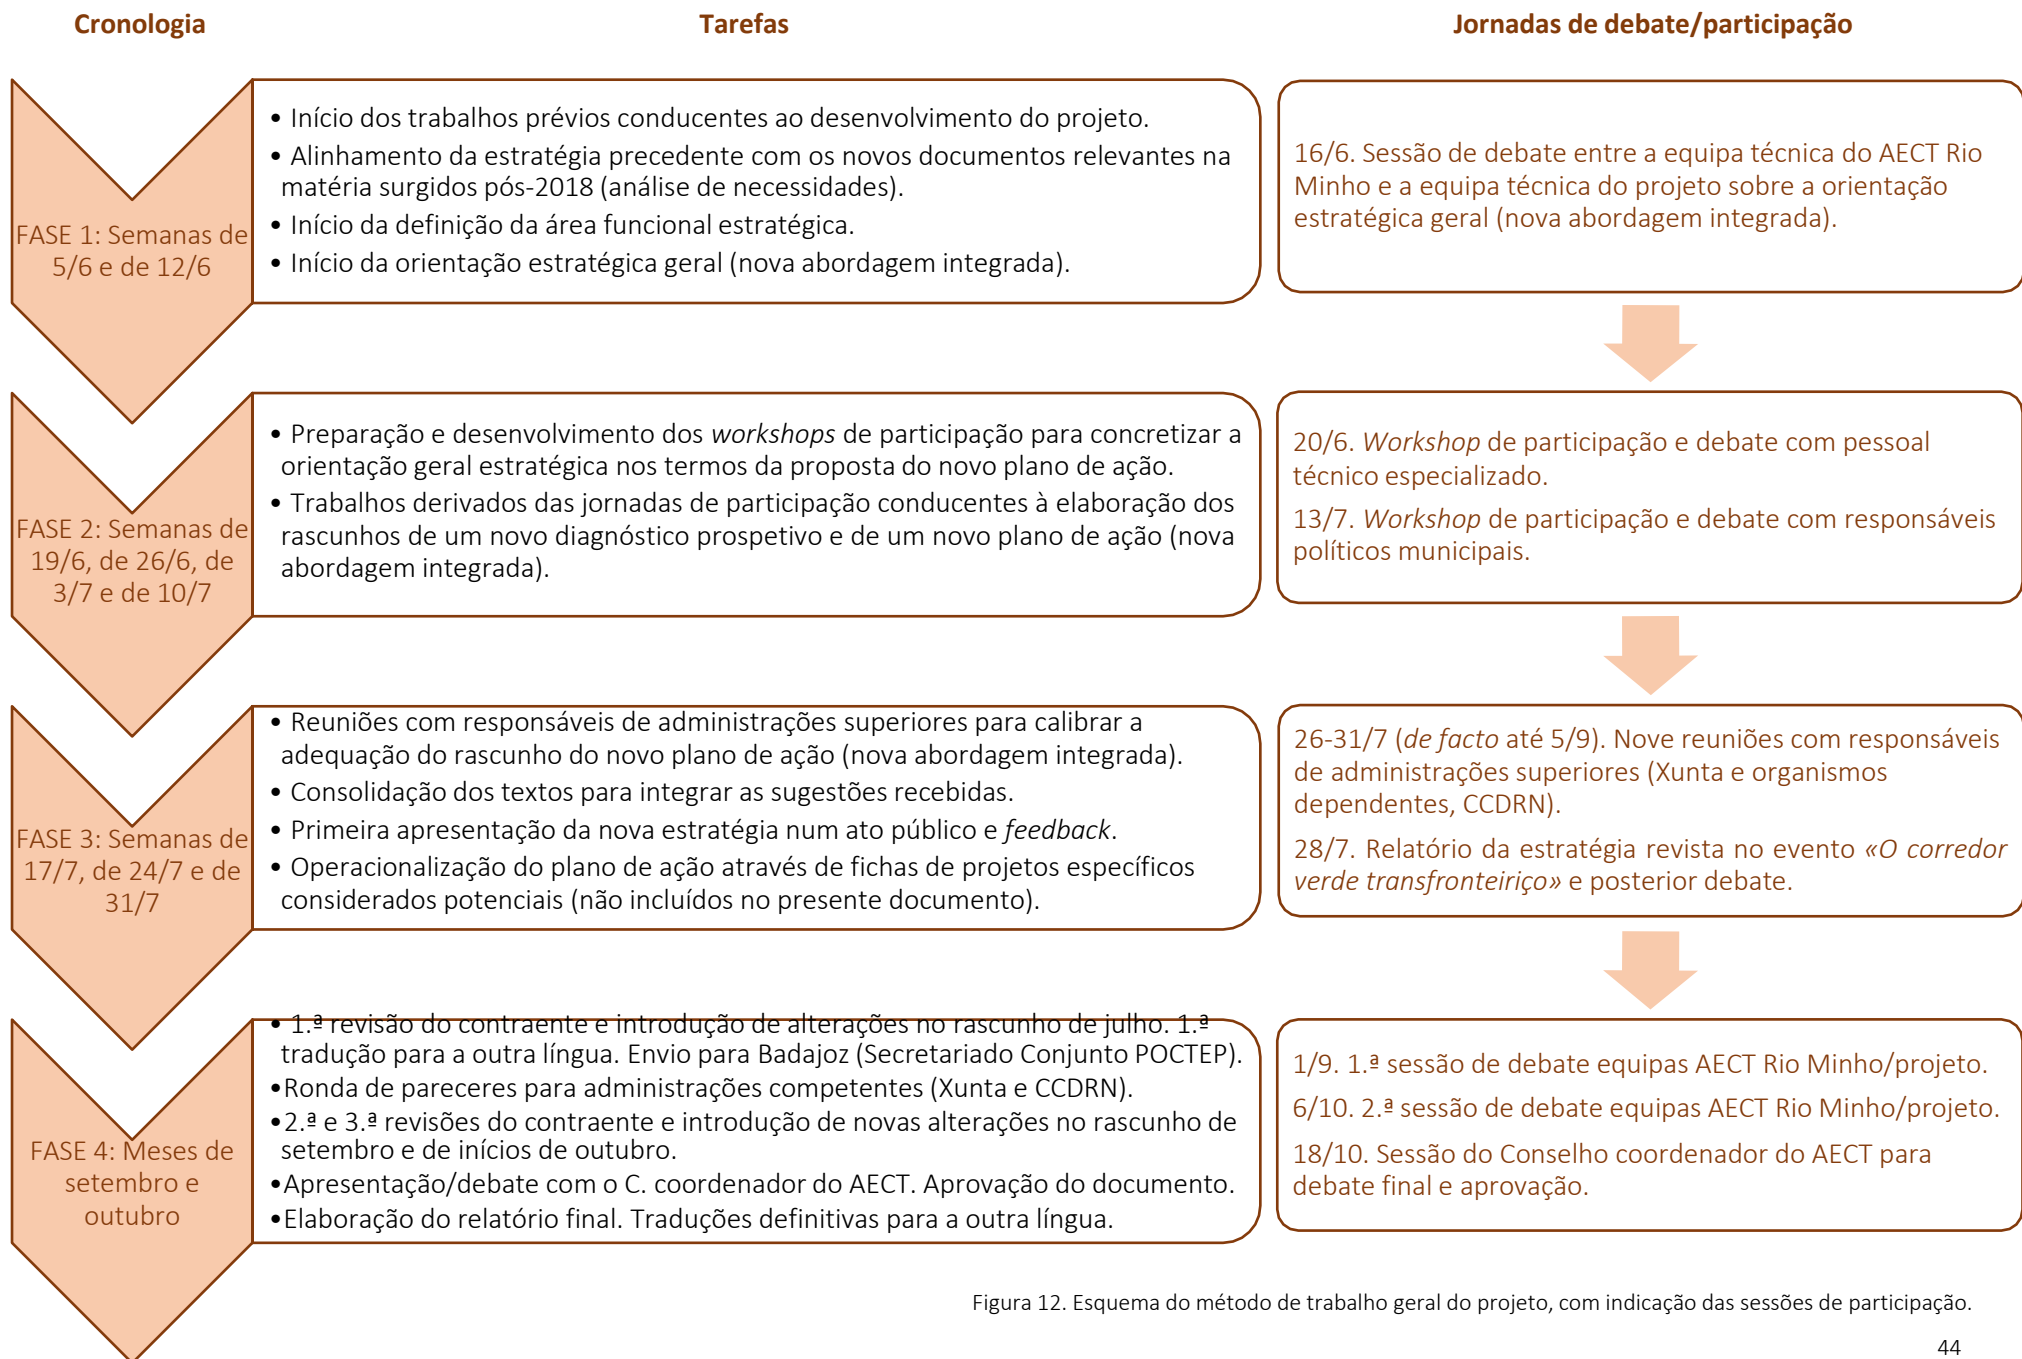 Cronologia
Tarefas
Jornadas de debate/participação
FASE 1: Semanas de
5/6 e de 12/6
• Início dos trabalhos prévios conducentes ao desenvolvimento do projeto.
• Alinhamento da estratégia precedente com os novos documentos relevantes na
matéria surgidos pós-2018 (análise de necessidades).
• Início da definição da área funcional estratégica.
• Início da orientação estratégica geral (nova abordagem integrada).
16/6. Sessão de debate entre a equipa técnica do AECT Rio
Minho e a equipa técnica do projeto sobre a orientação
estratégica geral (nova abordagem integrada).
FASE 2: Semanas de
19/6, de 26/6, de
3/7 e de 10/7
• Preparação e desenvolvimento dos workshops de participação para concretizar a
orientação geral estratégica nos termos da proposta do novo plano de ação.
• Trabalhos derivados das jornadas de participação conducentes à elaboração dos
rascunhos de um novo diagnóstico prospetivo e de um novo plano de ação (nova
abordagem integrada).
20/6. Workshop de participação e debate com pessoal
técnico especializado.
13/7. Workshop de participação e debate com responsáveis
políticos municipais.
FASE 3: Semanas de
17/7, de 24/7 e de
31/7
• Reuniões com responsáveis de administrações superiores para calibrar a
adequação do rascunho do novo plano de ação (nova abordagem integrada).
• Consolidação dos textos para integrar as sugestões recebidas.
• Primeira apresentação da nova estratégia num ato público e feedback.
• Operacionalização do plano de ação através de fichas de projetos específicos
considerados potenciais (não incluídos no presente documento).
26-31/7 (de facto até 5/9). Nove reuniões com responsáveis
de administrações superiores (Xunta e organismos
dependentes, CCDRN).
28/7. Relatório da estratégia revista no evento «O corredor
verde transfronteiriço» e posterior debate.
FASE 4: Meses de
setembro e
outubro
• 1.ª revisão do contraente e introdução de alterações no rascunho de julho. 1.ª
tradução para a outra língua. Envio para Badajoz (Secretariado Conjunto POCTEP).
•Ronda de pareceres para administrações competentes (Xunta e CCDRN).
•2.ª e 3.ª revisões do contraente e introdução de novas alterações no rascunho de
setembro e de inícios de outubro.
•Apresentação/debate com o C. coordenador do AECT. Aprovação do documento.
•Elaboração do relatório final. Traduções definitivas para a outra língua.
1/9. 1.ª sessão de debate equipas AECT Rio Minho/projeto.
6/10. 2.ª sessão de debate equipas AECT Rio Minho/projeto.
18/10. Sessão do Conselho coordenador do AECT para
debate final e aprovação.
Figura 12. Esquema do método de trabalho geral do projeto, com indicação das sessões de participação.
44